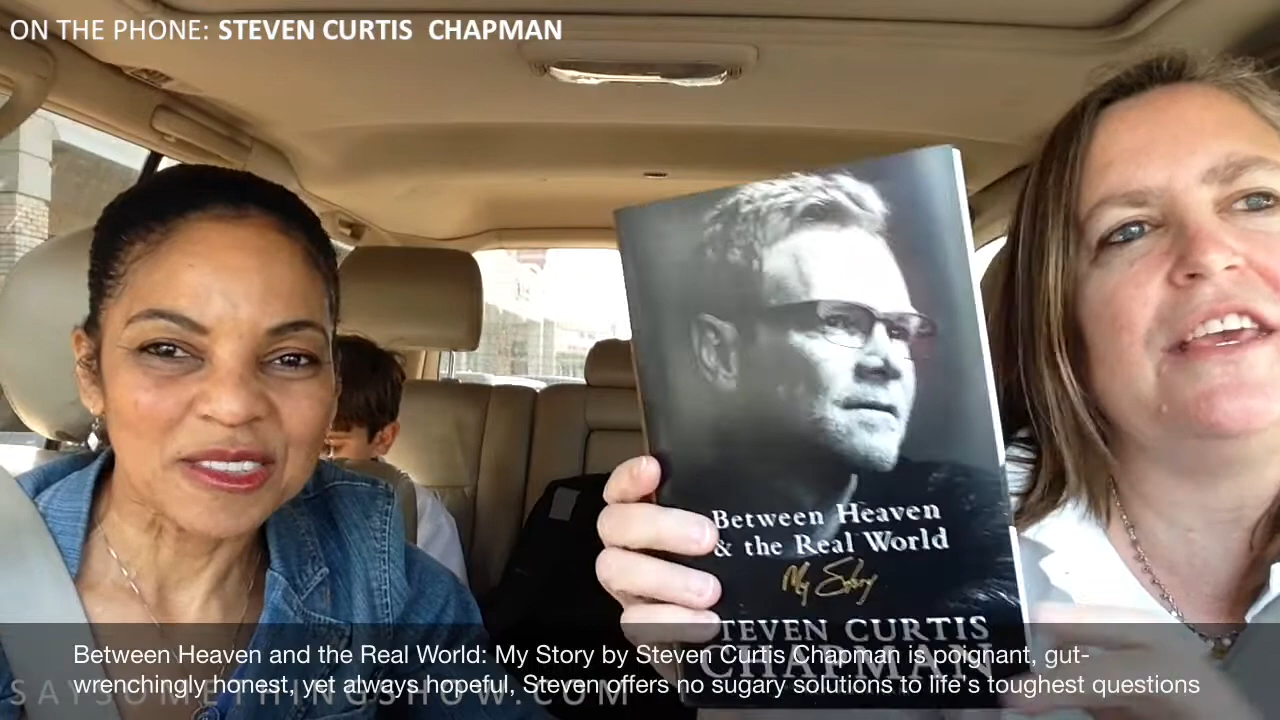 ON THE PHONE: STEVEN CURTIS CHAPMAN
Between Heaven
& the Real World
My Story
STEVEN CURTIS
CHAPMAN
Between Heaven and the Real World: My Story by Steven Curtis Chapman is poignant, gut-
wrenchingly honest, yet always hopeful, Steven offers no sugary solutions to life's toughest questions
SAYSOMETHINGSHOW.COM